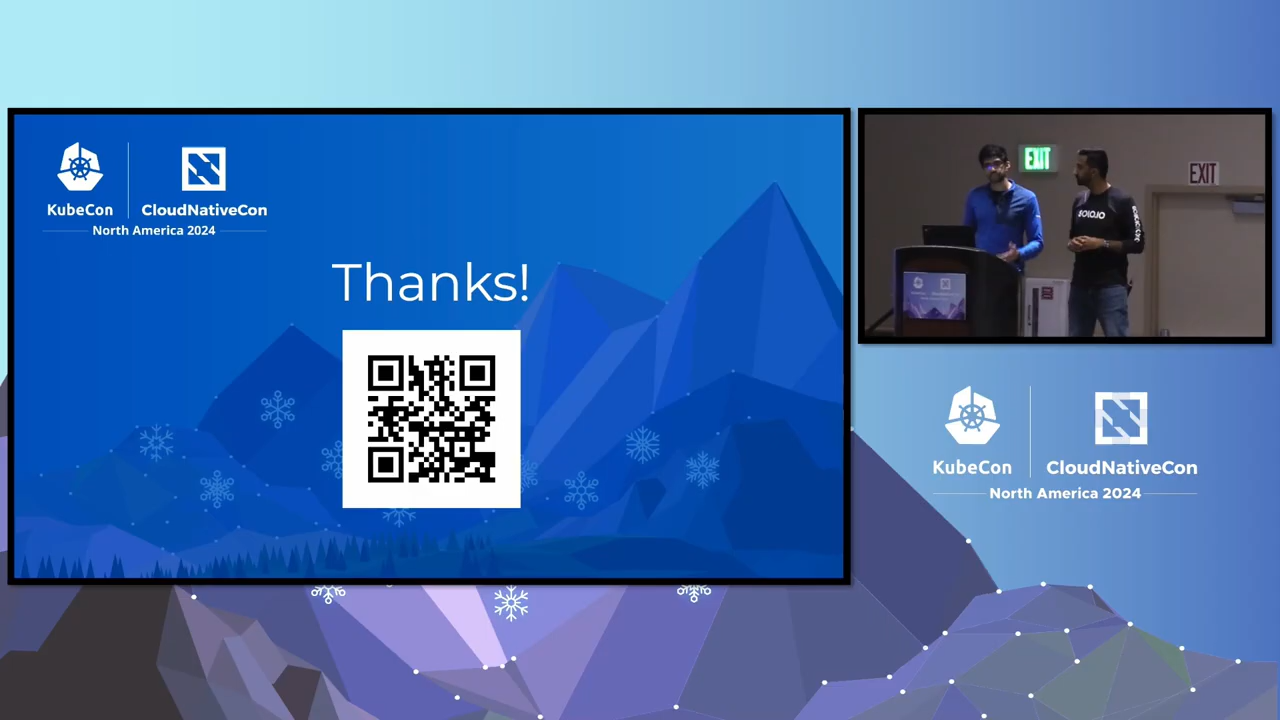 KubeCon
CloudNativeCon
North America 2024
Thanks!
EXIT
EXIT
SOLO.IO
KubeCon
CloudNativeCon
North America 2024